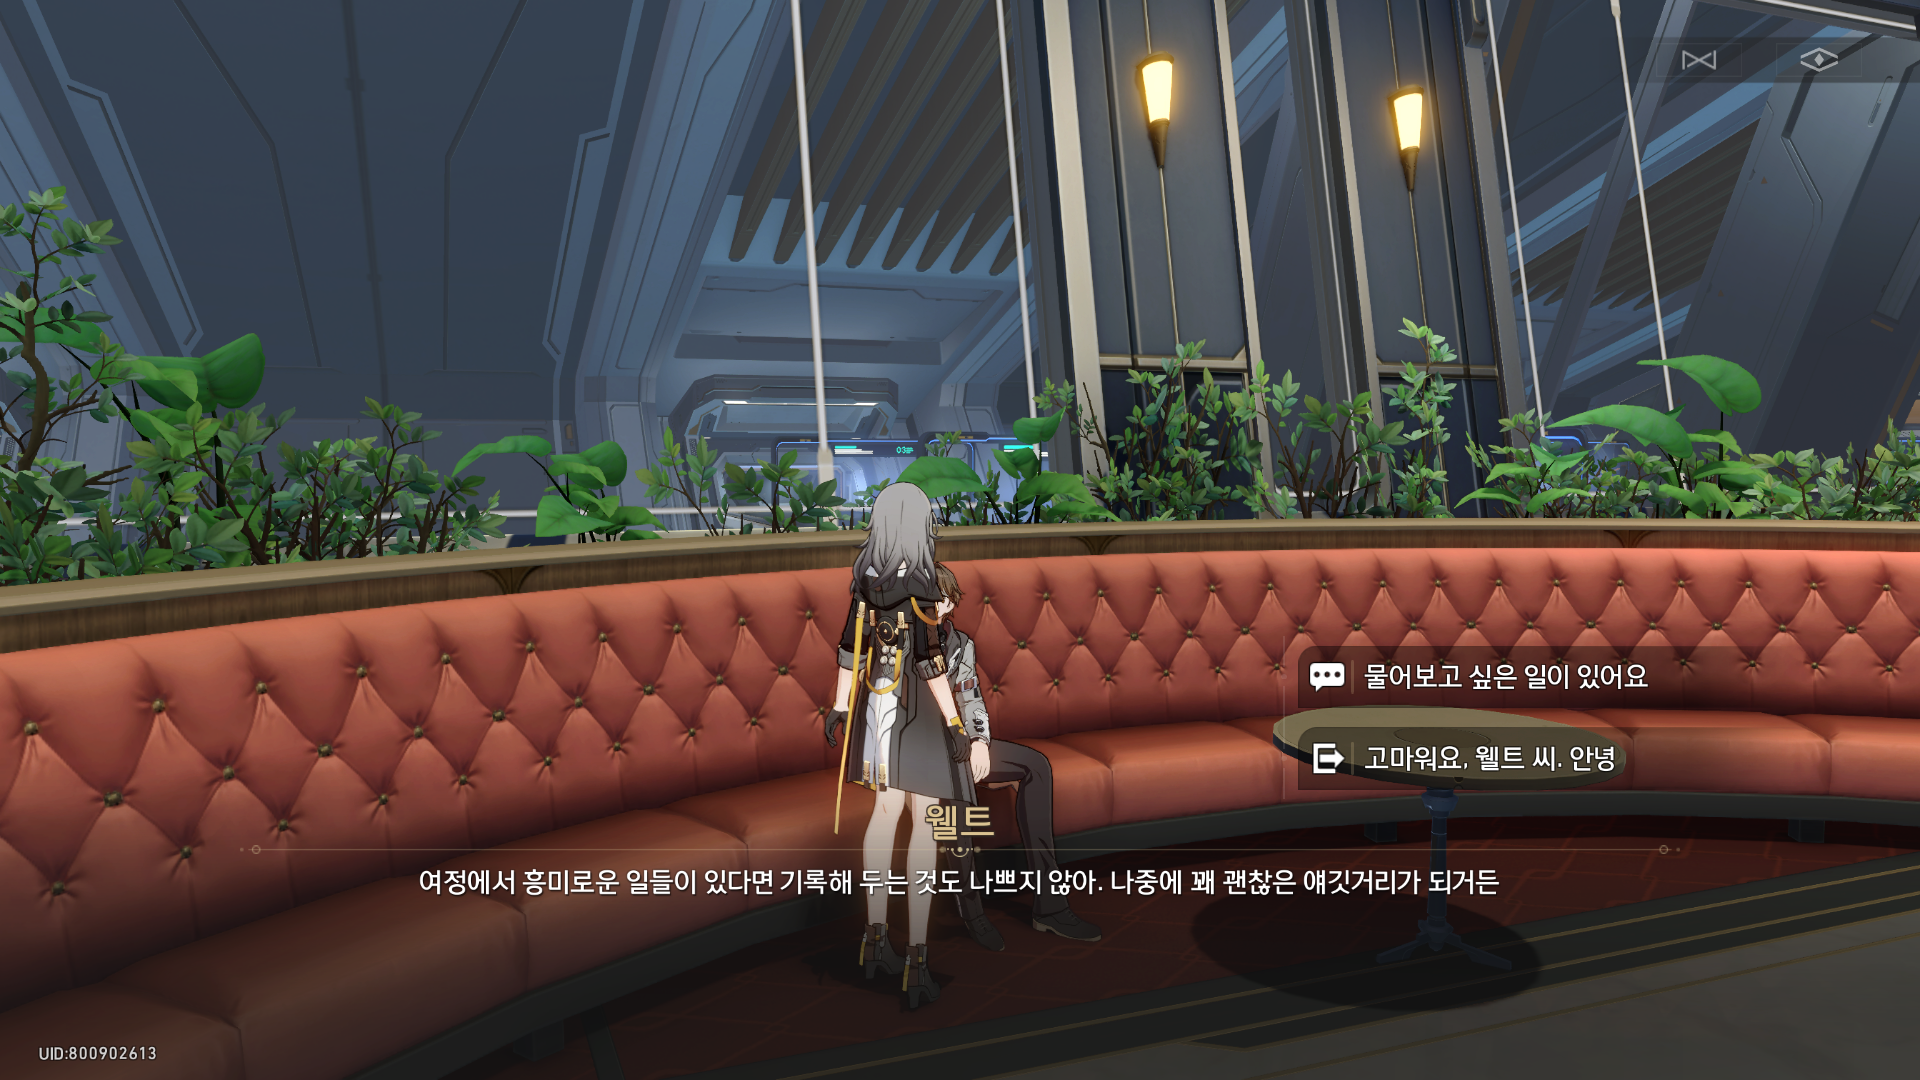 03
물어보고 싶은 일이 있어요
고마워요, 웰트 씨. 안녕
웰트
여정에서 흥미로운 일들이 있다면 기록해 두는 것도 나쁘지 않아. 나중에 꽤 괜찮은 얘깃거리가 되거든
UID:800902613